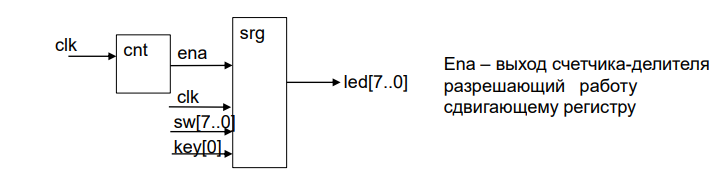 clk
cnt
ena
srg
clk
sw[7..0]
key[0]
led[7..0]
Ena – выход счетчика-делителя
разрешающий работу
сдвигающему регистру